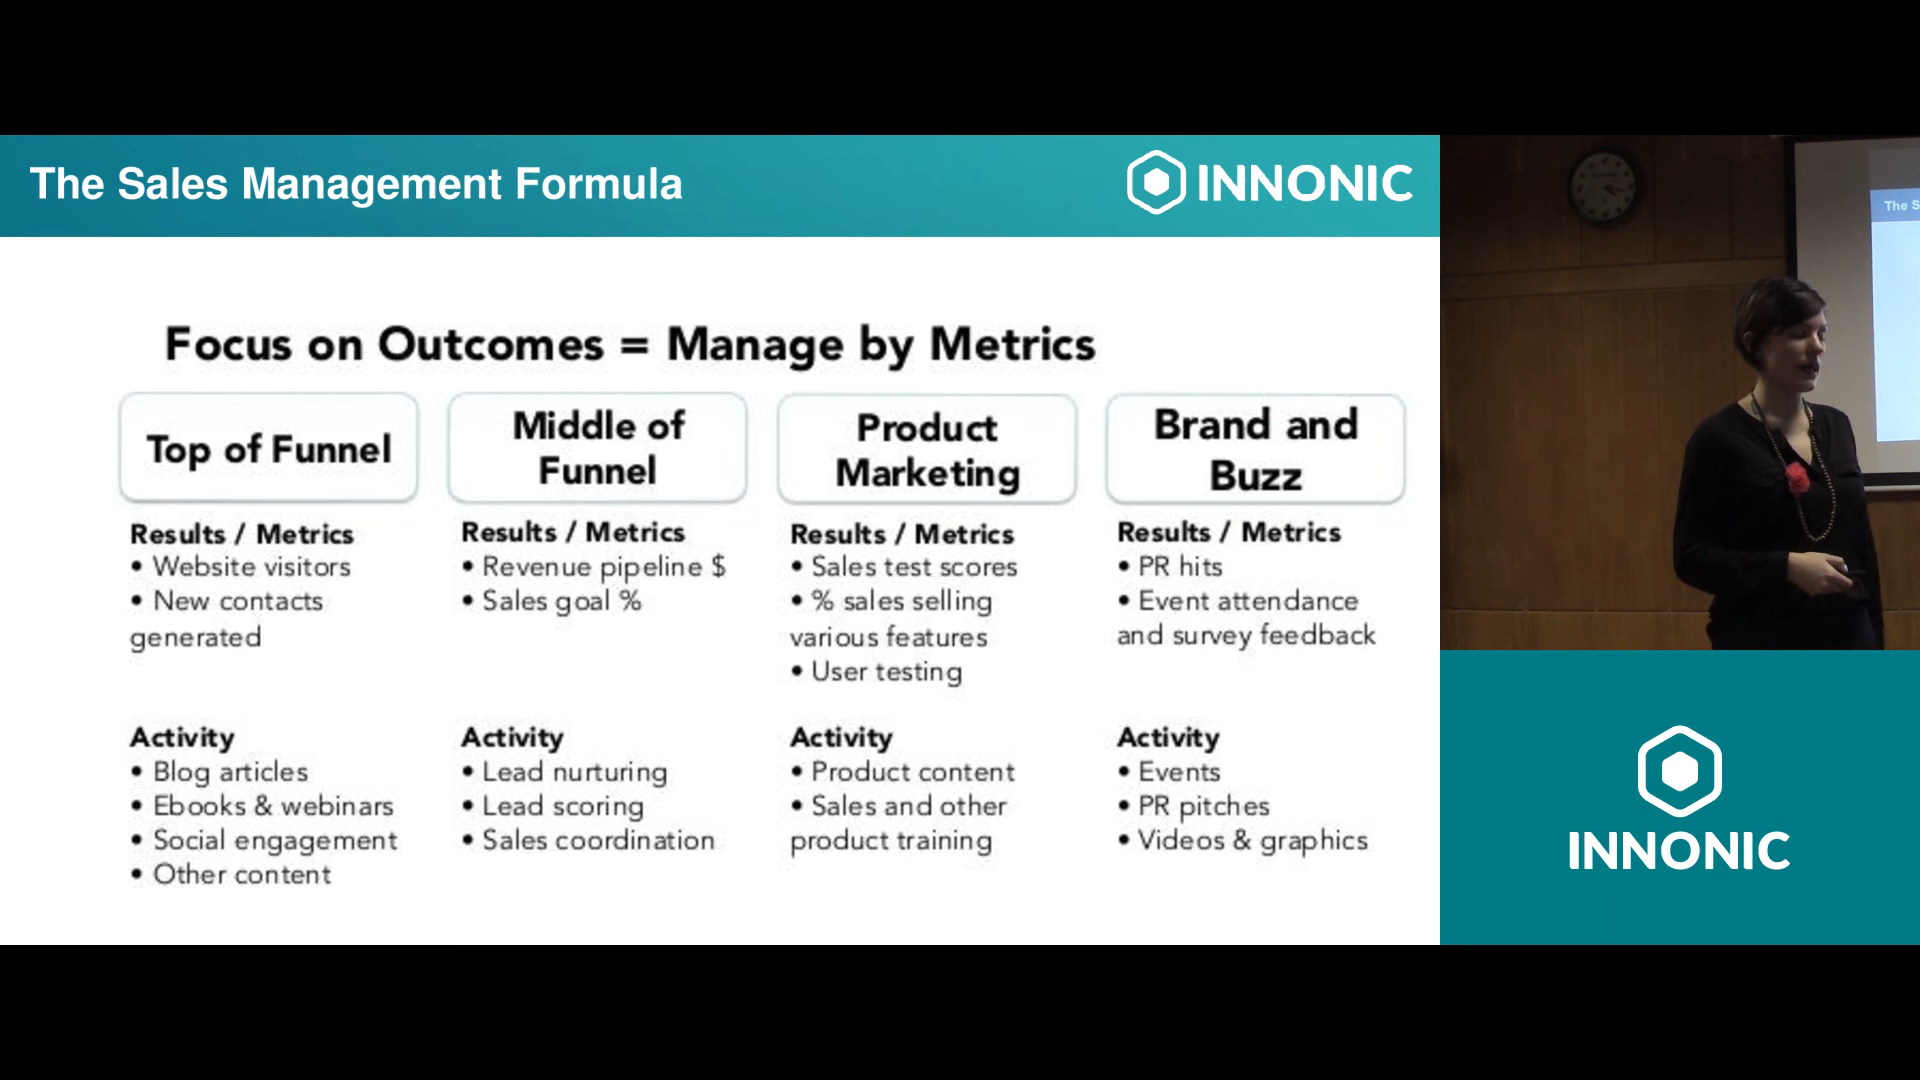 The Sales Management Formula
INNONIC
Focus on Outcomes = Manage by Metrics
Top of Funnel
Results / Metrics
• Website visitors
• New contacts
generated
Activity
• Blog articles
• Ebooks & webinars
• Social engagement
• Other content
Middle of
Funnel
Results / Metrics
• Revenue pipeline $
• Sales goal %
Activity
• Lead nurturing
• Lead scoring
• Sales coordination
Product
Marketing
Results / Metrics
• Sales test scores
• % sales selling
various features
• User testing
Activity
• Product content
• Sales and other
product training
Brand and
Buzz
Results / Metrics
• PR hits
• Event attendance
and survey feedback
Activity
• Events
• PR pitches
• Videos & graphics
The S
INNONIC